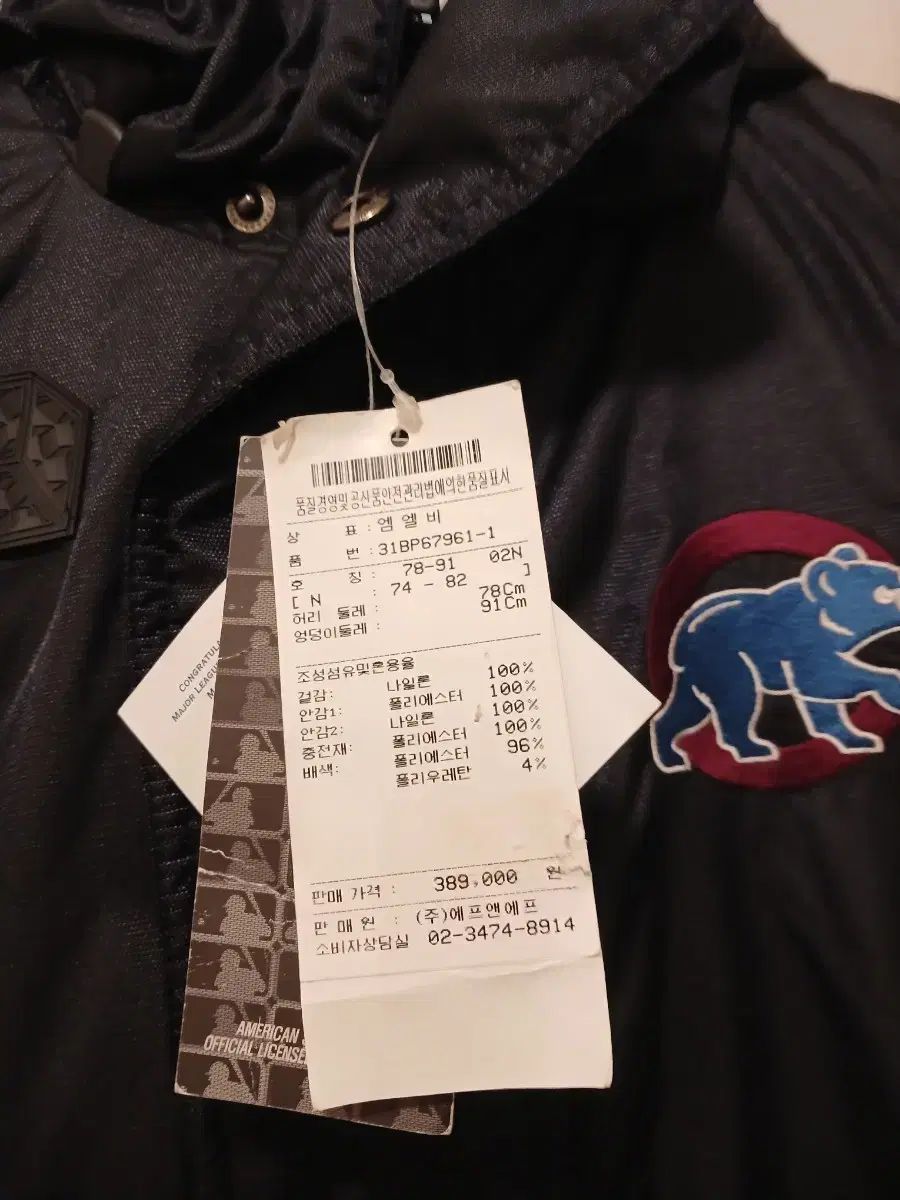 품질경영및공산품안전관리법에의한품질표시
상 표 : 엠엘비
품 번 : 31BP67961-1
호 칭 : 78-91 02N
[ N : 74 - 82 ]
허리 둘레 : 78Cm
엉덩이둘레 : 91Cm
조성섬유및혼용율
겉감: 나일론 100%
안감1: 폴리에스터 100%
안감2: 나일론 100%
충전재: 폴리에스터 100%
배색: 폴리에스터 96%
폴리우레탄 4%
판매 가격 : 389,000 원
판 매 원 : (주)에프앤에프
소비자상담실 02-3474-8914
CONGRATUL
MAJOR LEAG
M
AMERICAN
OFFICIAL LICENSE